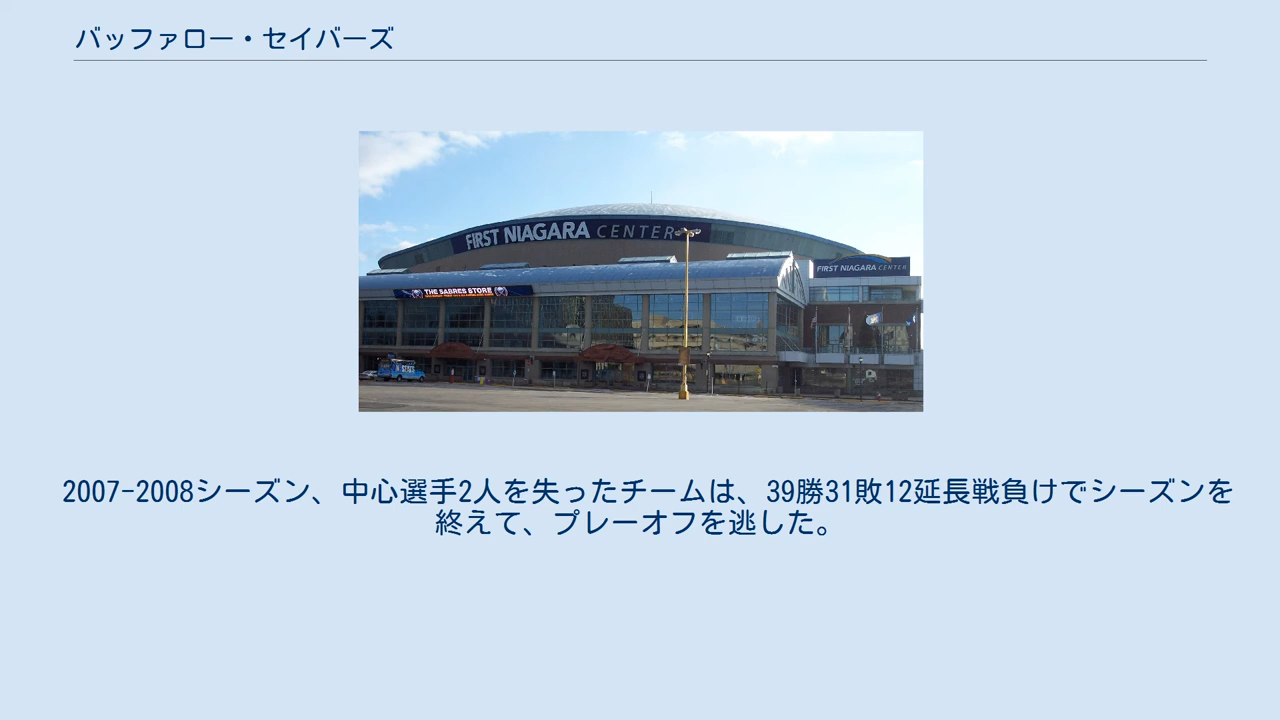 バッファロー・セイバーズ
FIRST NIAGARA CENTER
FIRST NIAGARA CENTER
THE SABRES STORE
2007-2008シーズン、中心選手2人を失ったチームは、39勝31敗12延長戦負けでシーズンを
終えて、プレーオフを逃した。